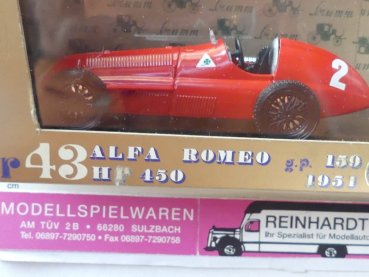 2
r 43 ALFA ROMEO g.p. 159
HP 450 1951
cm
MODELLSPIELWAREN
AM TÜV 2B • 66280 SULZBACH
Tel. 06897-7290750 • Fax 06897-7290758
REINHARDT
Ihr Spezialist für Modellauto